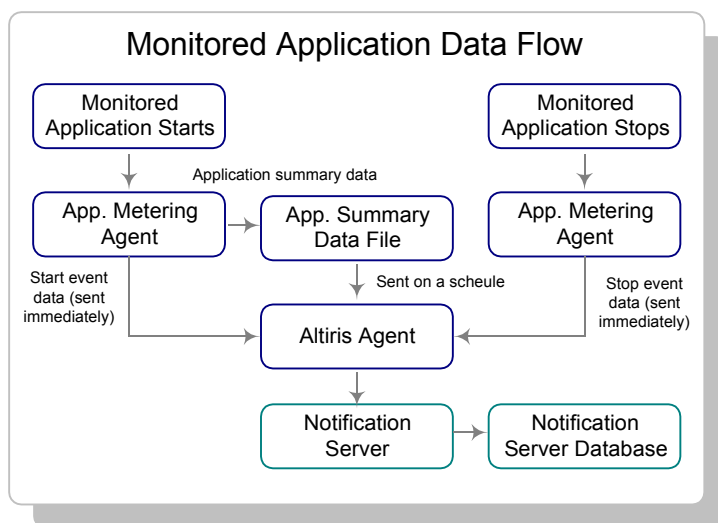 Monitored Application Data Flow
Monitored
Application Starts
Monitored
Application Stops
Application summary data
App. Metering
Agent
App. Summary
Data File
App. Metering
Agent
Start event
data (sent
immediately)
Sent on a scheule
Stop event
data (sent
immediately)
Altiris Agent
Notification
Server
Notification
Server Database